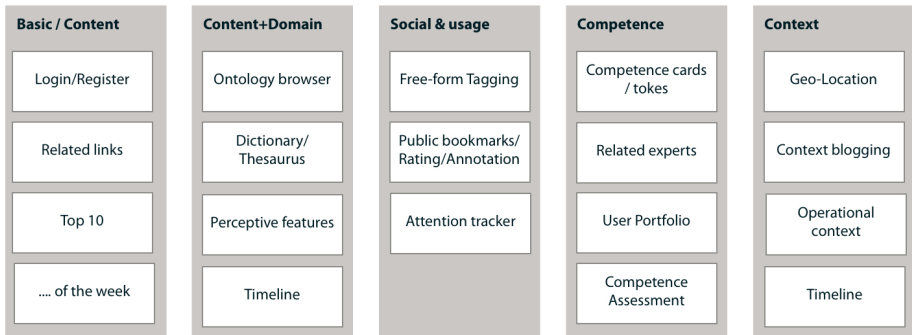 Basic / Content
Login/Register
Related links
Top 10
.... of the week
Content+Domain
Ontology browser
Dictionary/
Thesaurus
Perceptive features
Timeline
Social & usage
Free-form Tagging
Public bookmarks/
Rating/Annotation
Attention tracker
Competence
Competence cards
/ tokes
Related experts
User Portfolio
Competence
Assessment
Context
Geo-Location
Context blogging
Operational
context
Timeline